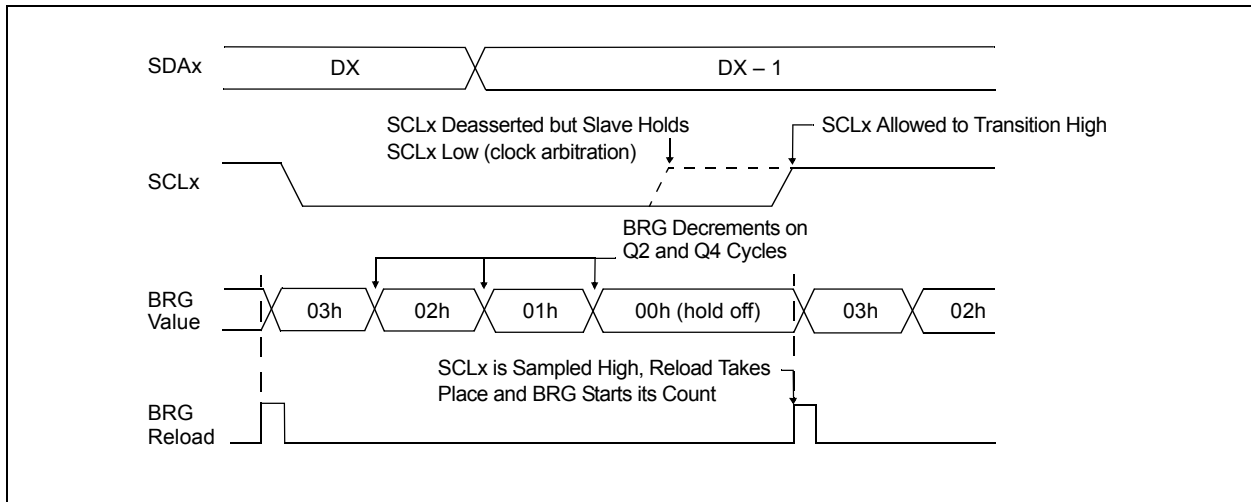 SDAx
DX
DX – 1
SCLx Deasserted but Slave Holds
SCLx Low (clock arbitration)
SCLx Allowed to Transition High
SCLx
BRG Decrements on
Q2 and Q4 Cycles
BRG
Value
03h
02h
01h
00h (hold off)
03h
02h
SCLx is Sampled High, Reload Takes
Place and BRG Starts its Count
BRG
Reload